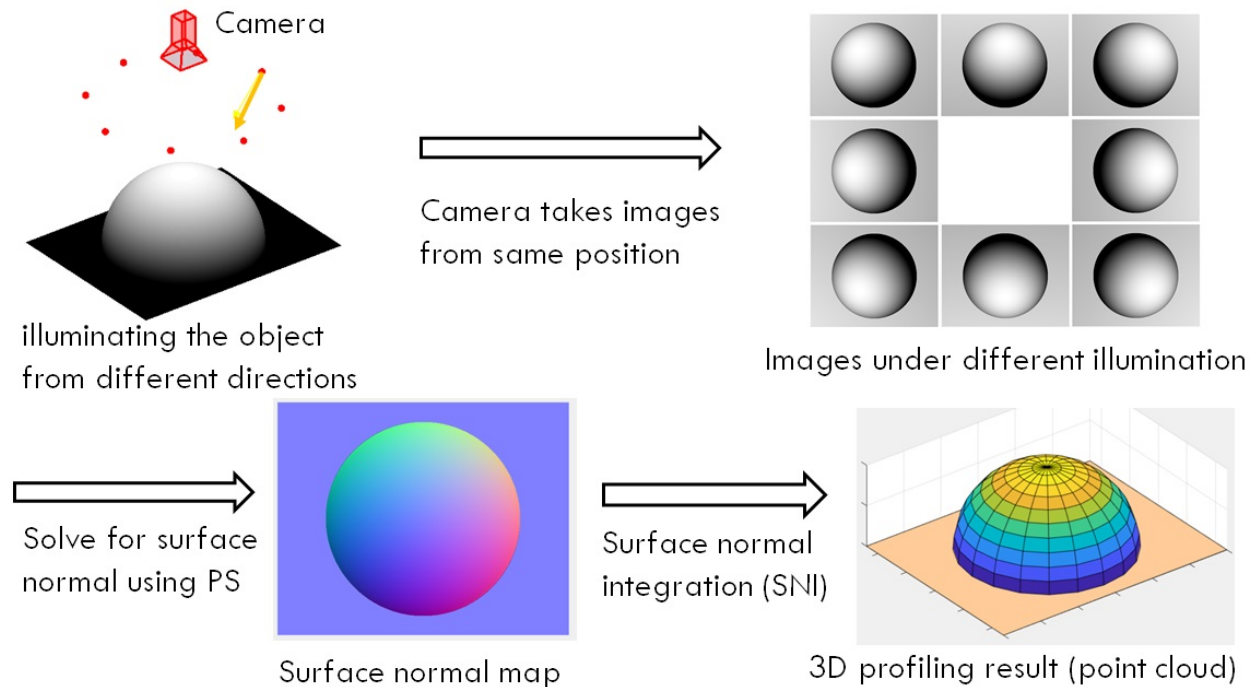 Camera
illuminating the object
from different directions
Camera takes images
from same position
Images under different illumination
Solve for surface
normal using PS
Surface normal map
Surface normal
integration (SNI)
3D profiling result (point cloud)